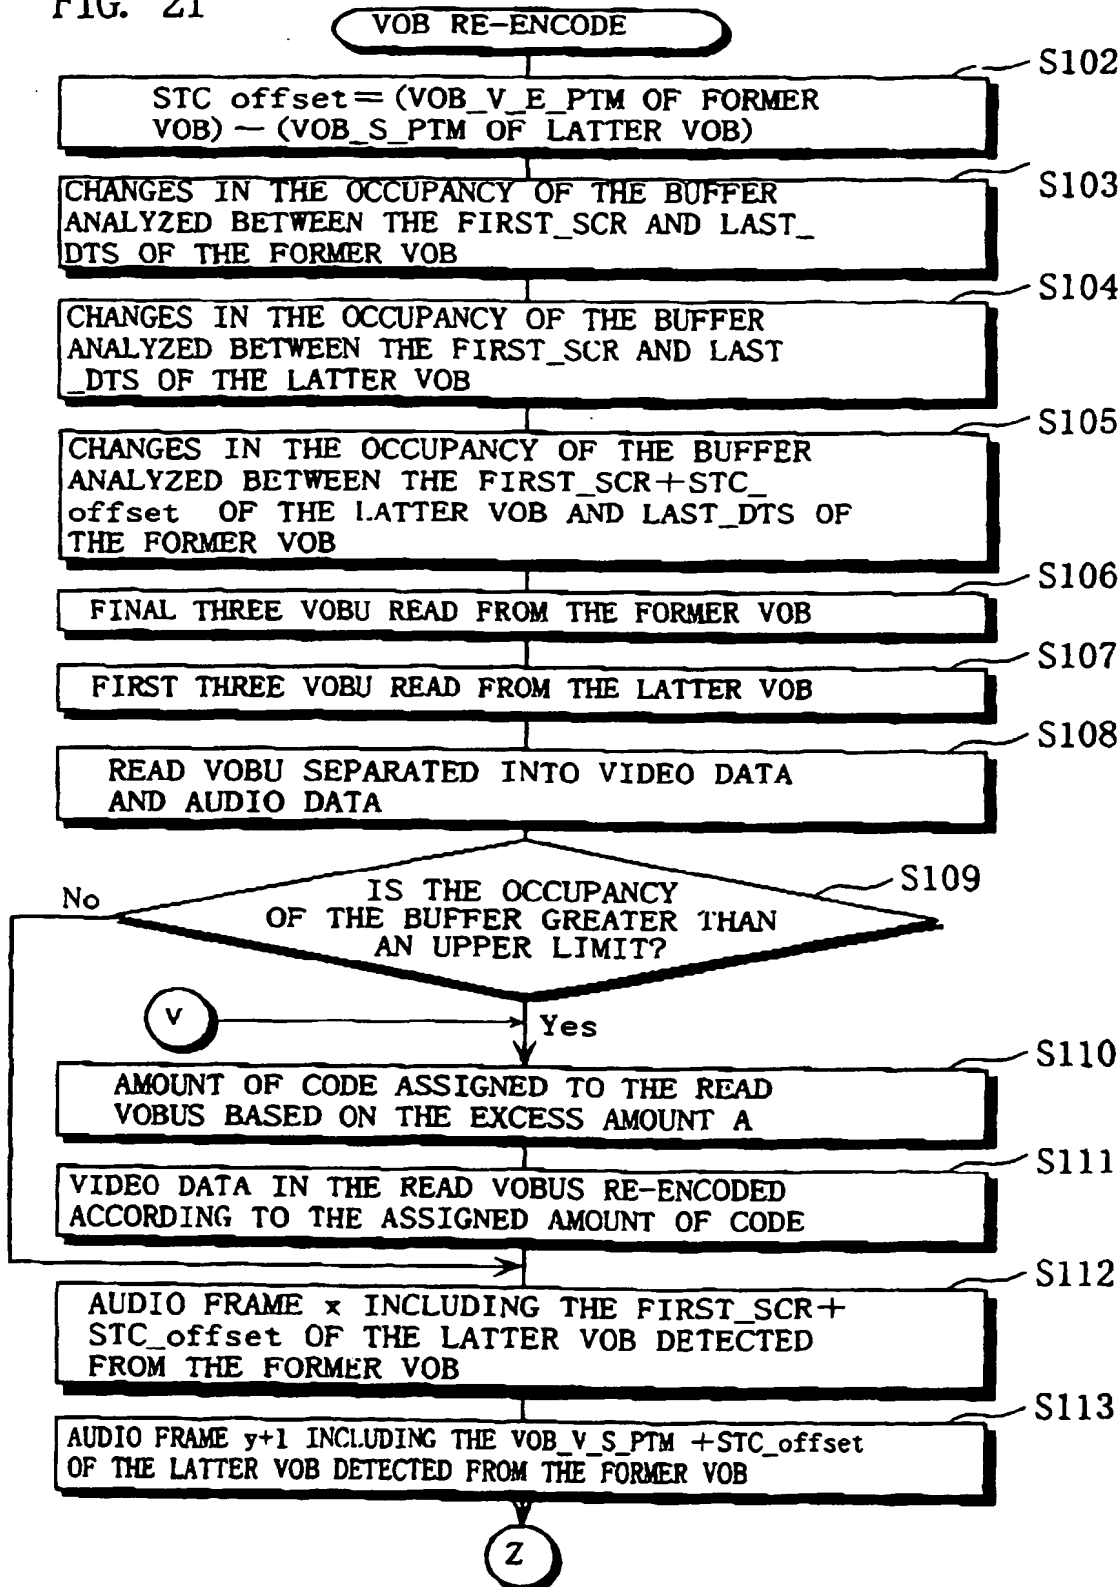 FIG. 21
VOB RE-ENCODE
S102
STC offset=(VOB_V_E_PTM OF FORMER
VOB)-(VOB_S_PTM OF LATTER VOB)
S103
CHANGES IN THE OCCUPANCY OF THE BUFFER
ANALYZED BETWEEN THE FIRST_SCR AND LAST_
DTS OF THE FORMER VOB
S104
CHANGES IN THE OCCUPANCY OF THE BUFFER
ANALYZED BETWEEN THE FIRST_SCR AND LAST
_DTS OF THE LATTER VOB
S105
CHANGES IN THE OCCUPANCY OF THE BUFFER
ANALYZED BETWEEN THE FIRST_SCR+STC_
offset OF THE LATTER VOB AND LAST_DTS OF
THE FORMER VOB
S106
FINAL THREE VOBU READ FROM THE FORMER VOB
S107
FIRST THREE VOBU READ FROM THE LATTER VOB
S108
READ VOBU SEPARATED INTO VIDEO DATA
AND AUDIO DATA
S109
No
IS THE OCCUPANCY
OF THE BUFFER GREATER THAN
AN UPPER LIMIT?
v
Yes
S110
AMOUNT OF CODE ASSIGNED TO THE READ
VOBUS BASED ON THE EXCESS AMOUNT A
S111
VIDEO DATA IN THE READ VOBUS RE-ENCODED
ACCORDING TO THE ASSIGNED AMOUNT OF CODE
S112
AUDIO FRAME x INCLUDING THE FIRST_SCR+
STC_offset OF THE LATTER VOB DETECTED
FROM THE FORMER VOB
S113
AUDIO FRAME y+1 INCLUDING THE VOB_V_S_PTM +STC_offset
OF THE LATTER VOB DETECTED FROM THE FORMER VOB
Z